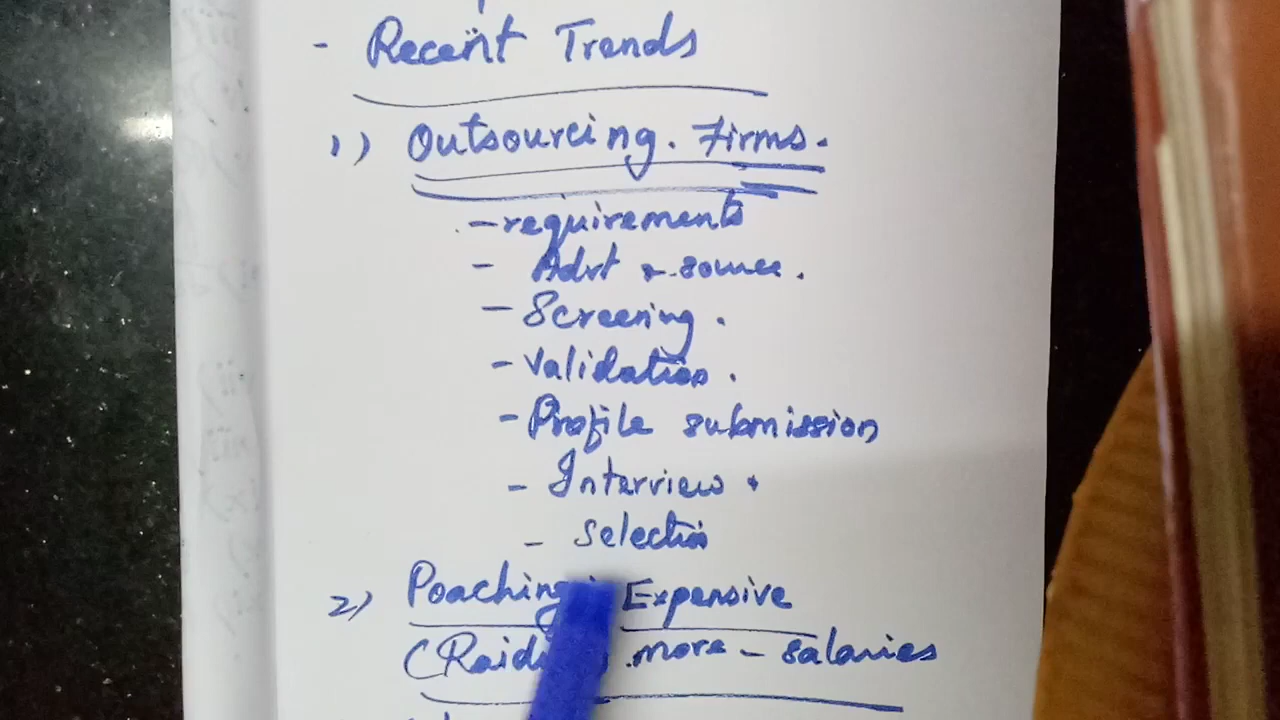 - Recent Trends
1) Outsourcing. Firms.
- requirements
- Advt & source.
- Screening.
- Validation.
- Profile submission
- Interview.
- Selection
2) Poaching Expensive
more - salaries